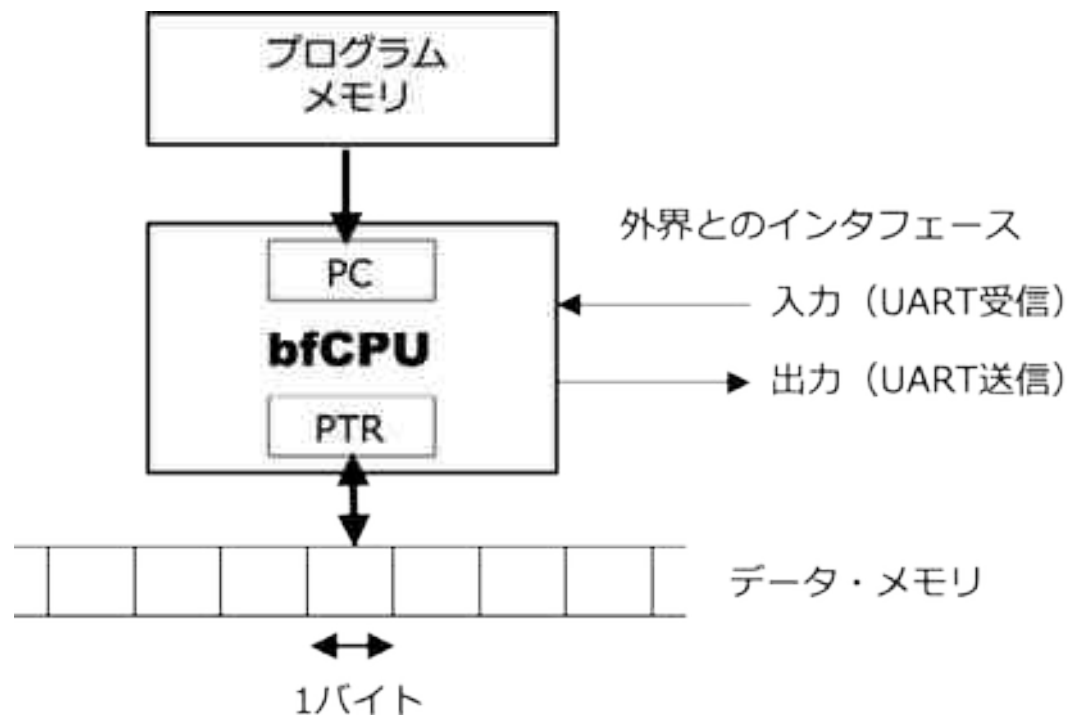 プログラム
メモリ
外界とのインタフェース
PC
入力（UART受信）
bfCPU
出力（UART送信）
PTR
データ・メモリ
1バイト